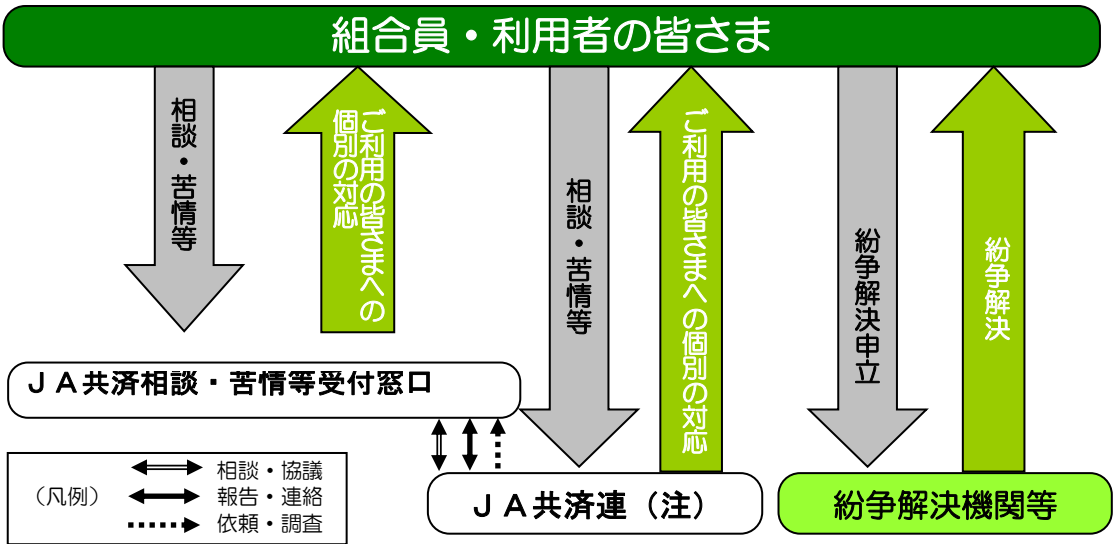 組合員・利用者の皆さま
相談・苦情等
ご利用の皆さまへの
個別の対応
相談・苦情等
ご利用の皆さまへの個別の対応
紛争解決申立
紛争解決
ＪＡ共済相談・苦情等受付窓口
（凡例）
相談・協議
報告・連絡
依頼・調査
ＪＡ共済連（注）
紛争解決機関等